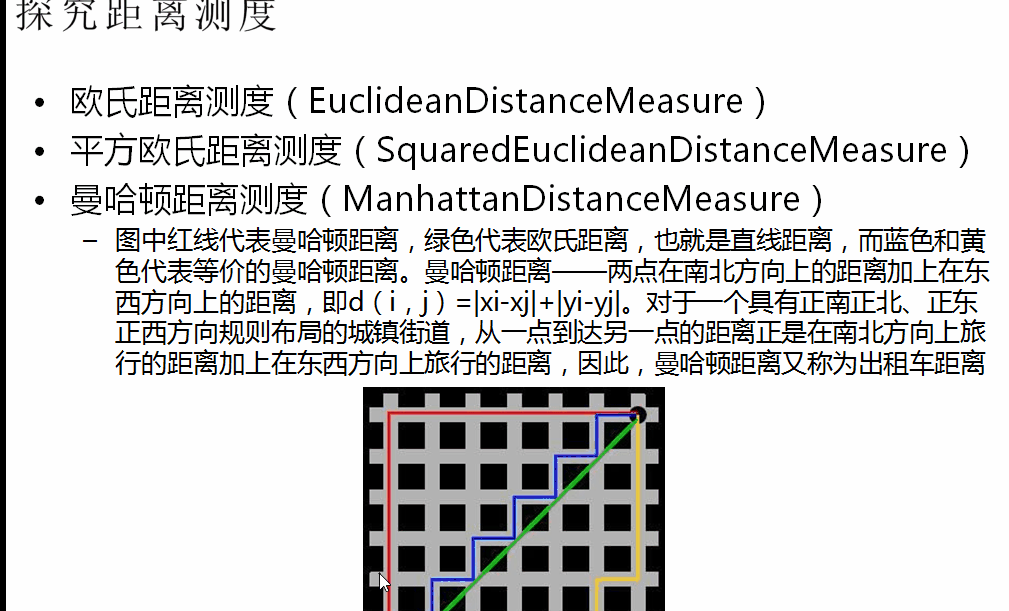 探究距离测度
• 欧氏距离测度（EuclideanDistanceMeasure）
• 平方欧氏距离测度（SquaredEuclideanDistanceMeasure）
• 曼哈顿距离测度（ManhattanDistanceMeasure）
– 图中红线代表曼哈顿距离，绿色代表欧氏距离，也就是直线距离，而蓝色和黄
色代表等价的曼哈顿距离。曼哈顿距离——两点在南北方向上的距离加上在东
西方向上的距离，即d（i，j）=|xi-xj|+|yi-yj|。对于一个具有正南正北、正东
正西方向规则布局的城镇街道，从一点到达另一点的距离正是在南北方向上旅
行的距离加上在东西方向上旅行的距离，因此，曼哈顿距离又称为出租车距离